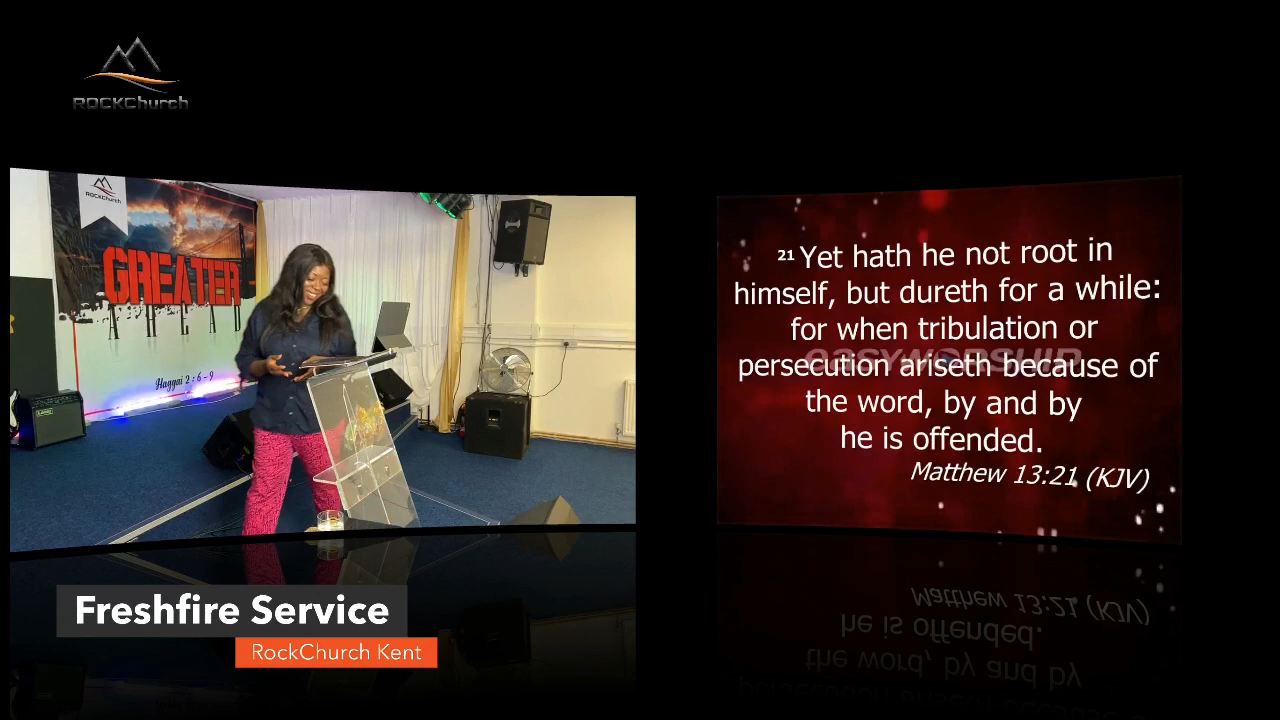 ROCKChurch
ROCKChurch
GREATER
Haggai 2:6-9
21 Yet hath he not root in
himself, but dureth for a while:
for when tribulation or
persecution ariseth because of
the word, by and by
he is offended.
Matthew 13:21 (KJV)
easyworship
Freshfire Service
RockChurch Kent